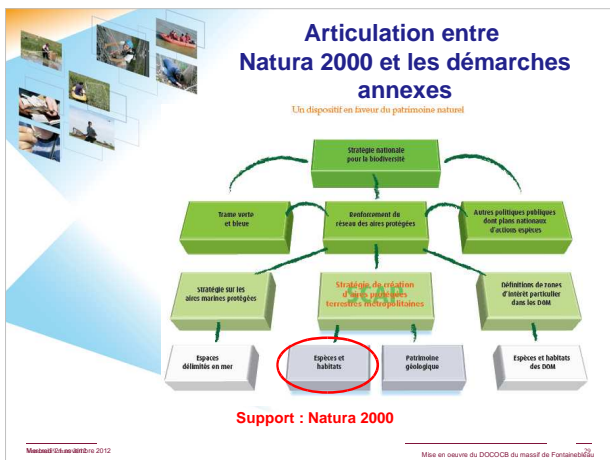 Articulation entre
Natura 2000 et les démarches
annexes
Un dispositif en faveur du patrimoine naturel
Stratégie nationale
pour la biodiversité
Trame verte
et bleue
Renforcement du
réseau des aires protégées
Autres politiques publiques
dont plans nationaux
d'actions espèces
Stratégie sur les
aires marines protégées
SCAP
Stratégie de création
d'aires protégées
terrestres métropolitaines
Définitions de zones
d'intérêt particulier
dans les DOM
Espaces
délimités en mer
Espèces et
habitats
Patrimoine
géologique
Espèces et habitats
des DOM
Support : Natura 2000
2012
29
Mise en oeuvre du DOCOCB du massif de Fontainebleau